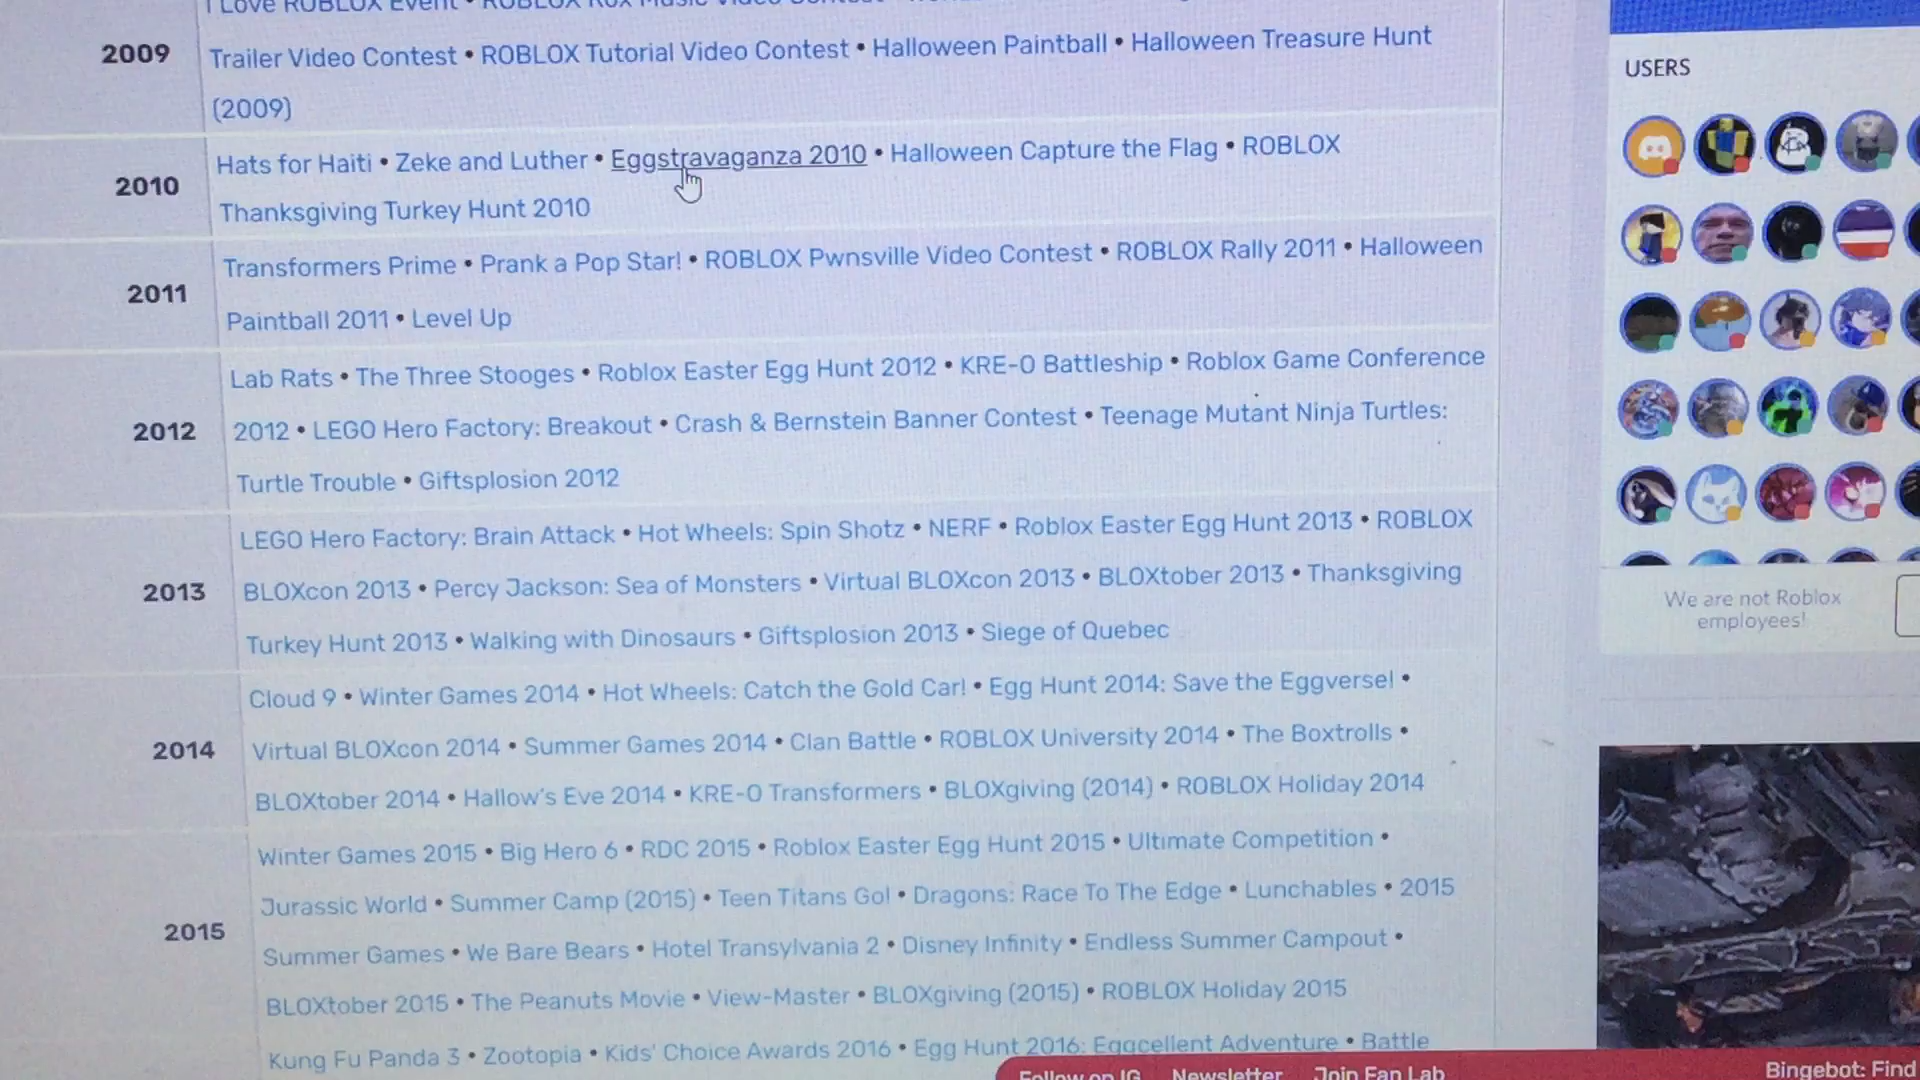 I Love ROBLOX Event • ROBLOX Rox Music Video Contest •
2009
Trailer Video Contest • ROBLOX Tutorial Video Contest • Halloween Paintball • Halloween Treasure Hunt
(2009)
2010
Hats for Haiti • Zeke and Luther • Eggstravaganza 2010 • Halloween Capture the Flag • ROBLOX
Thanksgiving Turkey Hunt 2010
2011
Transformers Prime • Prank a Pop Star! • ROBLOX Pwnsville Video Contest • ROBLOX Rally 2011 • Halloween
Paintball 2011 • Level Up
2012
Lab Rats • The Three Stooges • Roblox Easter Egg Hunt 2012 • KRE-O Battleship • Roblox Game Conference
2012 • LEGO Hero Factory: Breakout • Crash & Bernstein Banner Contest • Teenage Mutant Ninja Turtles:
Turtle Trouble • Giftsplosion 2012
2013
LEGO Hero Factory: Brain Attack • Hot Wheels: Spin Shotz • NERF • Roblox Easter Egg Hunt 2013 • ROBLOX
BLOXcon 2013 • Percy Jackson: Sea of Monsters • Virtual BLOXcon 2013 • BLOXtober 2013 • Thanksgiving
Turkey Hunt 2013 • Walking with Dinosaurs • Giftsplosion 2013 • Siege of Quebec
2014
Cloud 9 • Winter Games 2014 • Hot Wheels: Catch the Gold Car! • Egg Hunt 2014: Save the Eggverse! •
Virtual BLOXcon 2014 • Summer Games 2014 • Clan Battle • ROBLOX University 2014 • The Boxtrolls •
BLOXtober 2014 • Hallow's Eve 2014 • KRE-O Transformers • BLOXgiving (2014) • ROBLOX Holiday 2014
2015
Winter Games 2015 • Big Hero 6 • RDC 2015 • Roblox Easter Egg Hunt 2015 • Ultimate Competition •
Jurassic World • Summer Camp (2015) • Teen Titans Go! • Dragons: Race To The Edge • Lunchables • 2015
Summer Games • We Bare Bears • Hotel Transylvania 2 • Disney Infinity • Endless Summer Campout •
BLOXtober 2015 • The Peanuts Movie • View-Master • BLOXgiving (2015) • ROBLOX Holiday 2015
Kung Fu Panda 3 • Zootopia • Kids' Choice Awards 2016 • Egg Hunt 2016: Eggcellent Adventure • Battle
USERS
We are not Roblox
employees!
Follow on IG
Newsletter
Join Fan Lab
Bingebot: Find